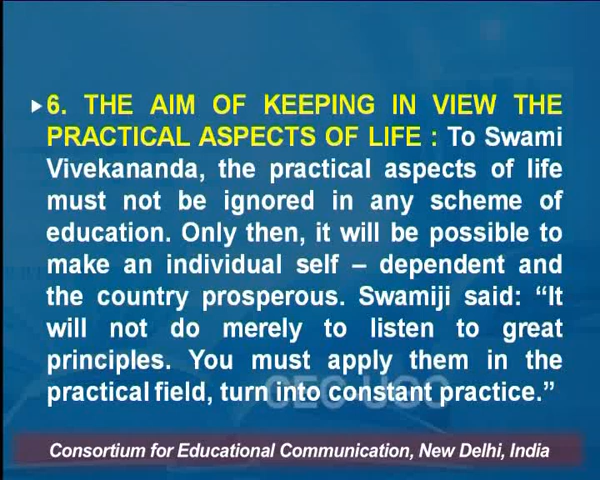 6. THE AIM OF KEEPING IN VIEW THE
PRACTICAL ASPECTS OF LIFE : To Swami
Vivekananda, the practical aspects of life
must not be ignored in any scheme of
education. Only then, it will be possible to
make an individual self – dependent and
the country prosperous. Swamiji said: “It
will not do merely to listen to great
principles. You must apply them in the
practical field, turn into constant practice.”
CEC UGC
Consortium for Educational Communication, New Delhi, India